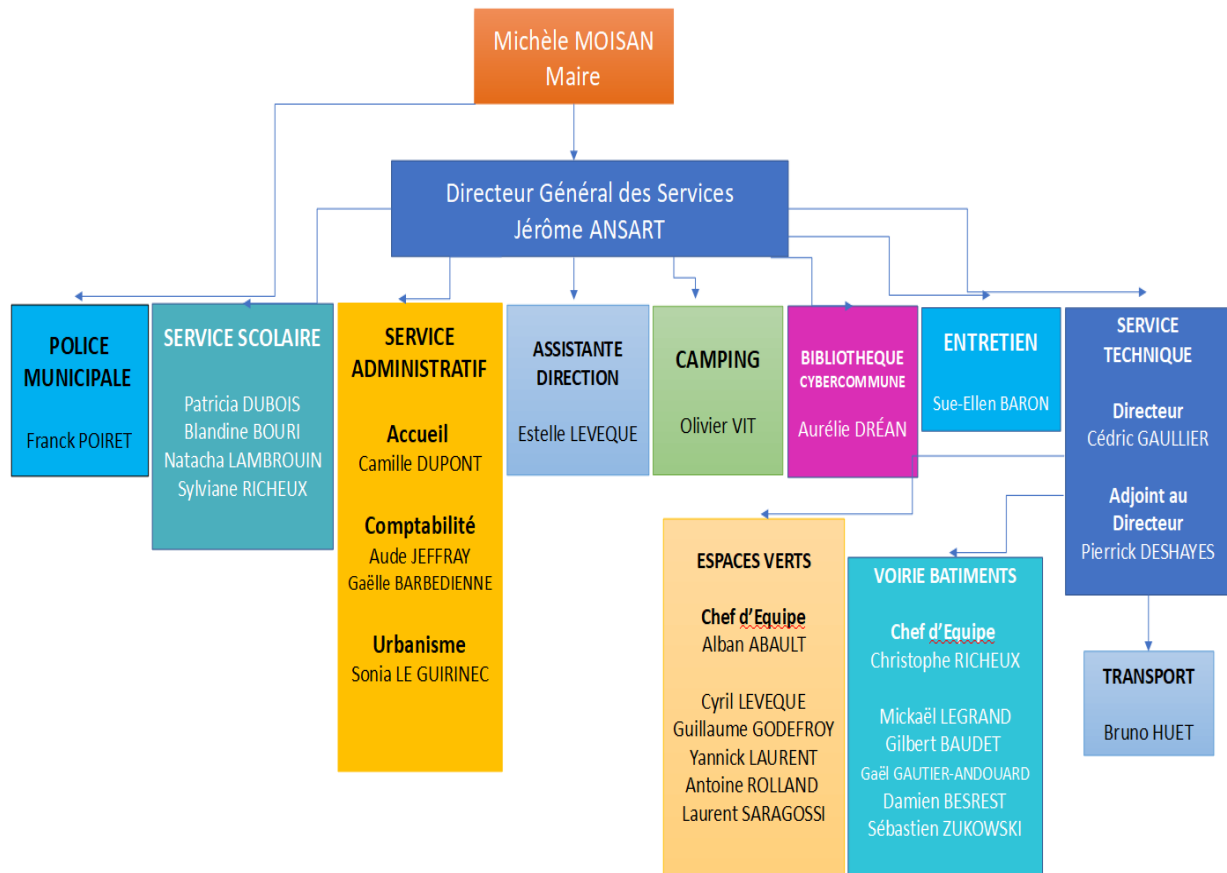 Michèle MOISAN
Maire
Directeur Général des Services
Jérôme ANSART
POLICE
MUNICIPALE
Franck POIRET
SERVICE SCOLAIRE
Patricia DUBOIS
Blandine BOURI
Natacha LAMBROUIN
Sylviane RICHEUX
SERVICE
ADMINISTRATIF
Accueil
Camille DUPONT
Comptabilité
Aude JEFFRAY
Gaëlle BARBEDIENNE
Urbanisme
Sonia LE GUIRINEC
ASSISTANTE
DIRECTION
Estelle LEVEQUE
CAMPING
Olivier VIT
BIBLIOTHEQUE
CYBERCOMMUNE
Aurélie DRÉAN
ENTRETIEN
Sue-Ellen BARON
SERVICE
TECHNIQUE
Directeur
Cédric GAULLIER
Adjoint au
Directeur
Pierrick DESHAYES
ESPACES VERTS
Chef d'Equipe
Alban ABAULT
Cyril LEVEQUE
Guillaume GODEFROY
Yannick LAURENT
Antoine ROLLAND
Laurent SARAGOSSI
VOIRIE BATIMENTS
Chef d'Equipe
Christophe RICHEUX
Mickaël LEGRAND
Gilbert BAUDET
Gaël GAUTIER-ANDOUARD
Damien BESREST
Sébastien ZUKOWSKI
TRANSPORT
Bruno HUET